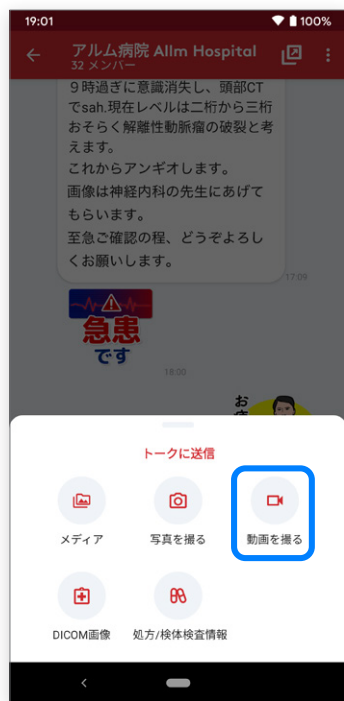 19:01
100%
アルム病院 Allm Hospital
32 メンバー
9時過ぎに意識消失し、頭部CT
でsah.現在レベルは二桁から三桁
おそらく解離性動脈瘤の破裂と考
えます。
これからアンギオします。
画像は神経内科の先生にあげて
もらいます。
至急ご確認の程、どうぞよろし
くお願いします。
17:09
急患
です
18:00
お
トークに送信
メディア
写真を撮る
動画を撮る
DICOM画像
処方/検体検査情報